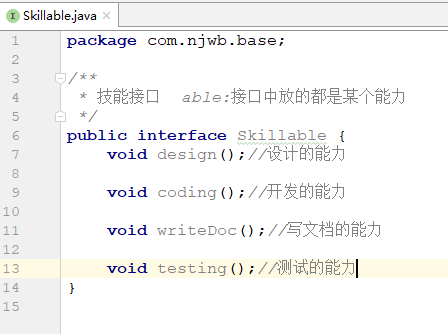 Skillable.java
1 package com.njwb.base;
2
3 /**
4 * 技能接口 able:接口中放的都是某个能力
5 */
6 public interface Skillable {
7 void design();//设计的能力
8
9 void coding();//开发的能力
10
11 void writeDoc();//写文档的能力
12
13 void testing();//测试的能力
14 }
15